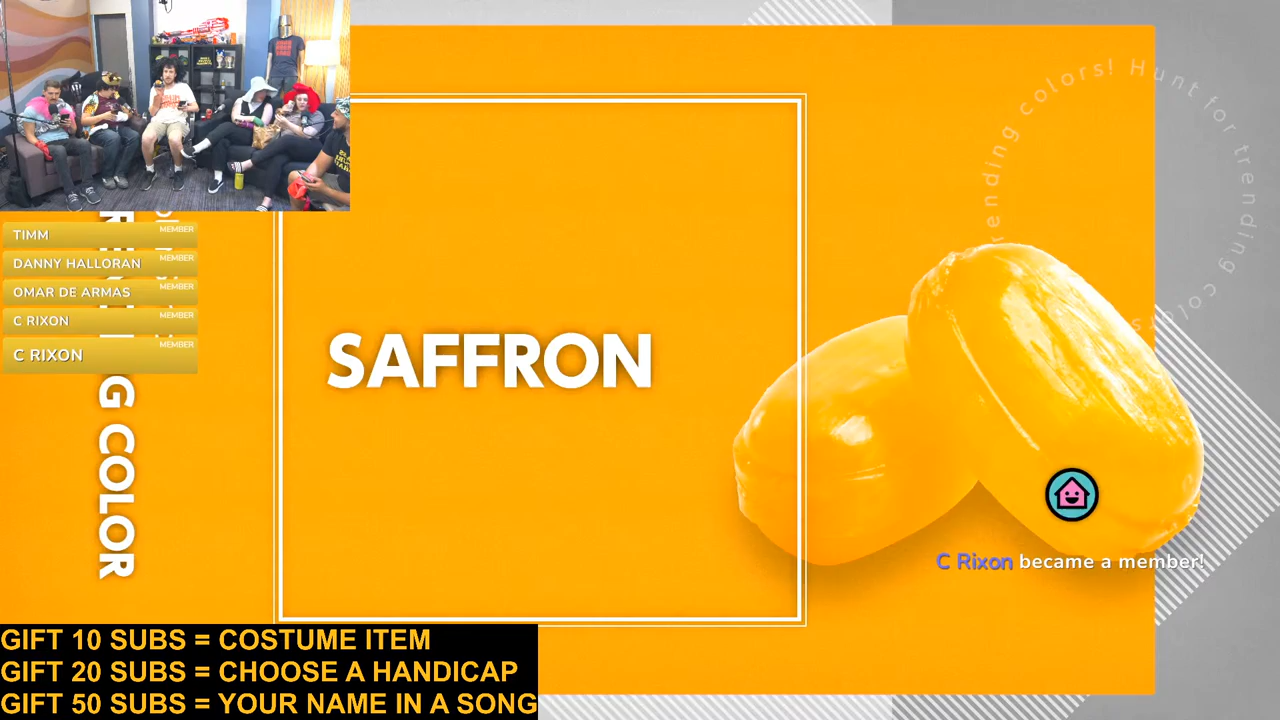 rending colors! Hunt for trending colors
TIMM MEMBER
DANNY HALLORAN MEMBER
OMAR DE ARMAS MEMBER
C RIXON MEMBER
C RIXON MEMBER
G COLOR
SAFFRON
C Rixon became a member!
GIFT 10 SUBS = COSTUME ITEM
GIFT 20 SUBS = CHOOSE A HANDICAP
GIFT 50 SUBS = YOUR NAME IN A SONG